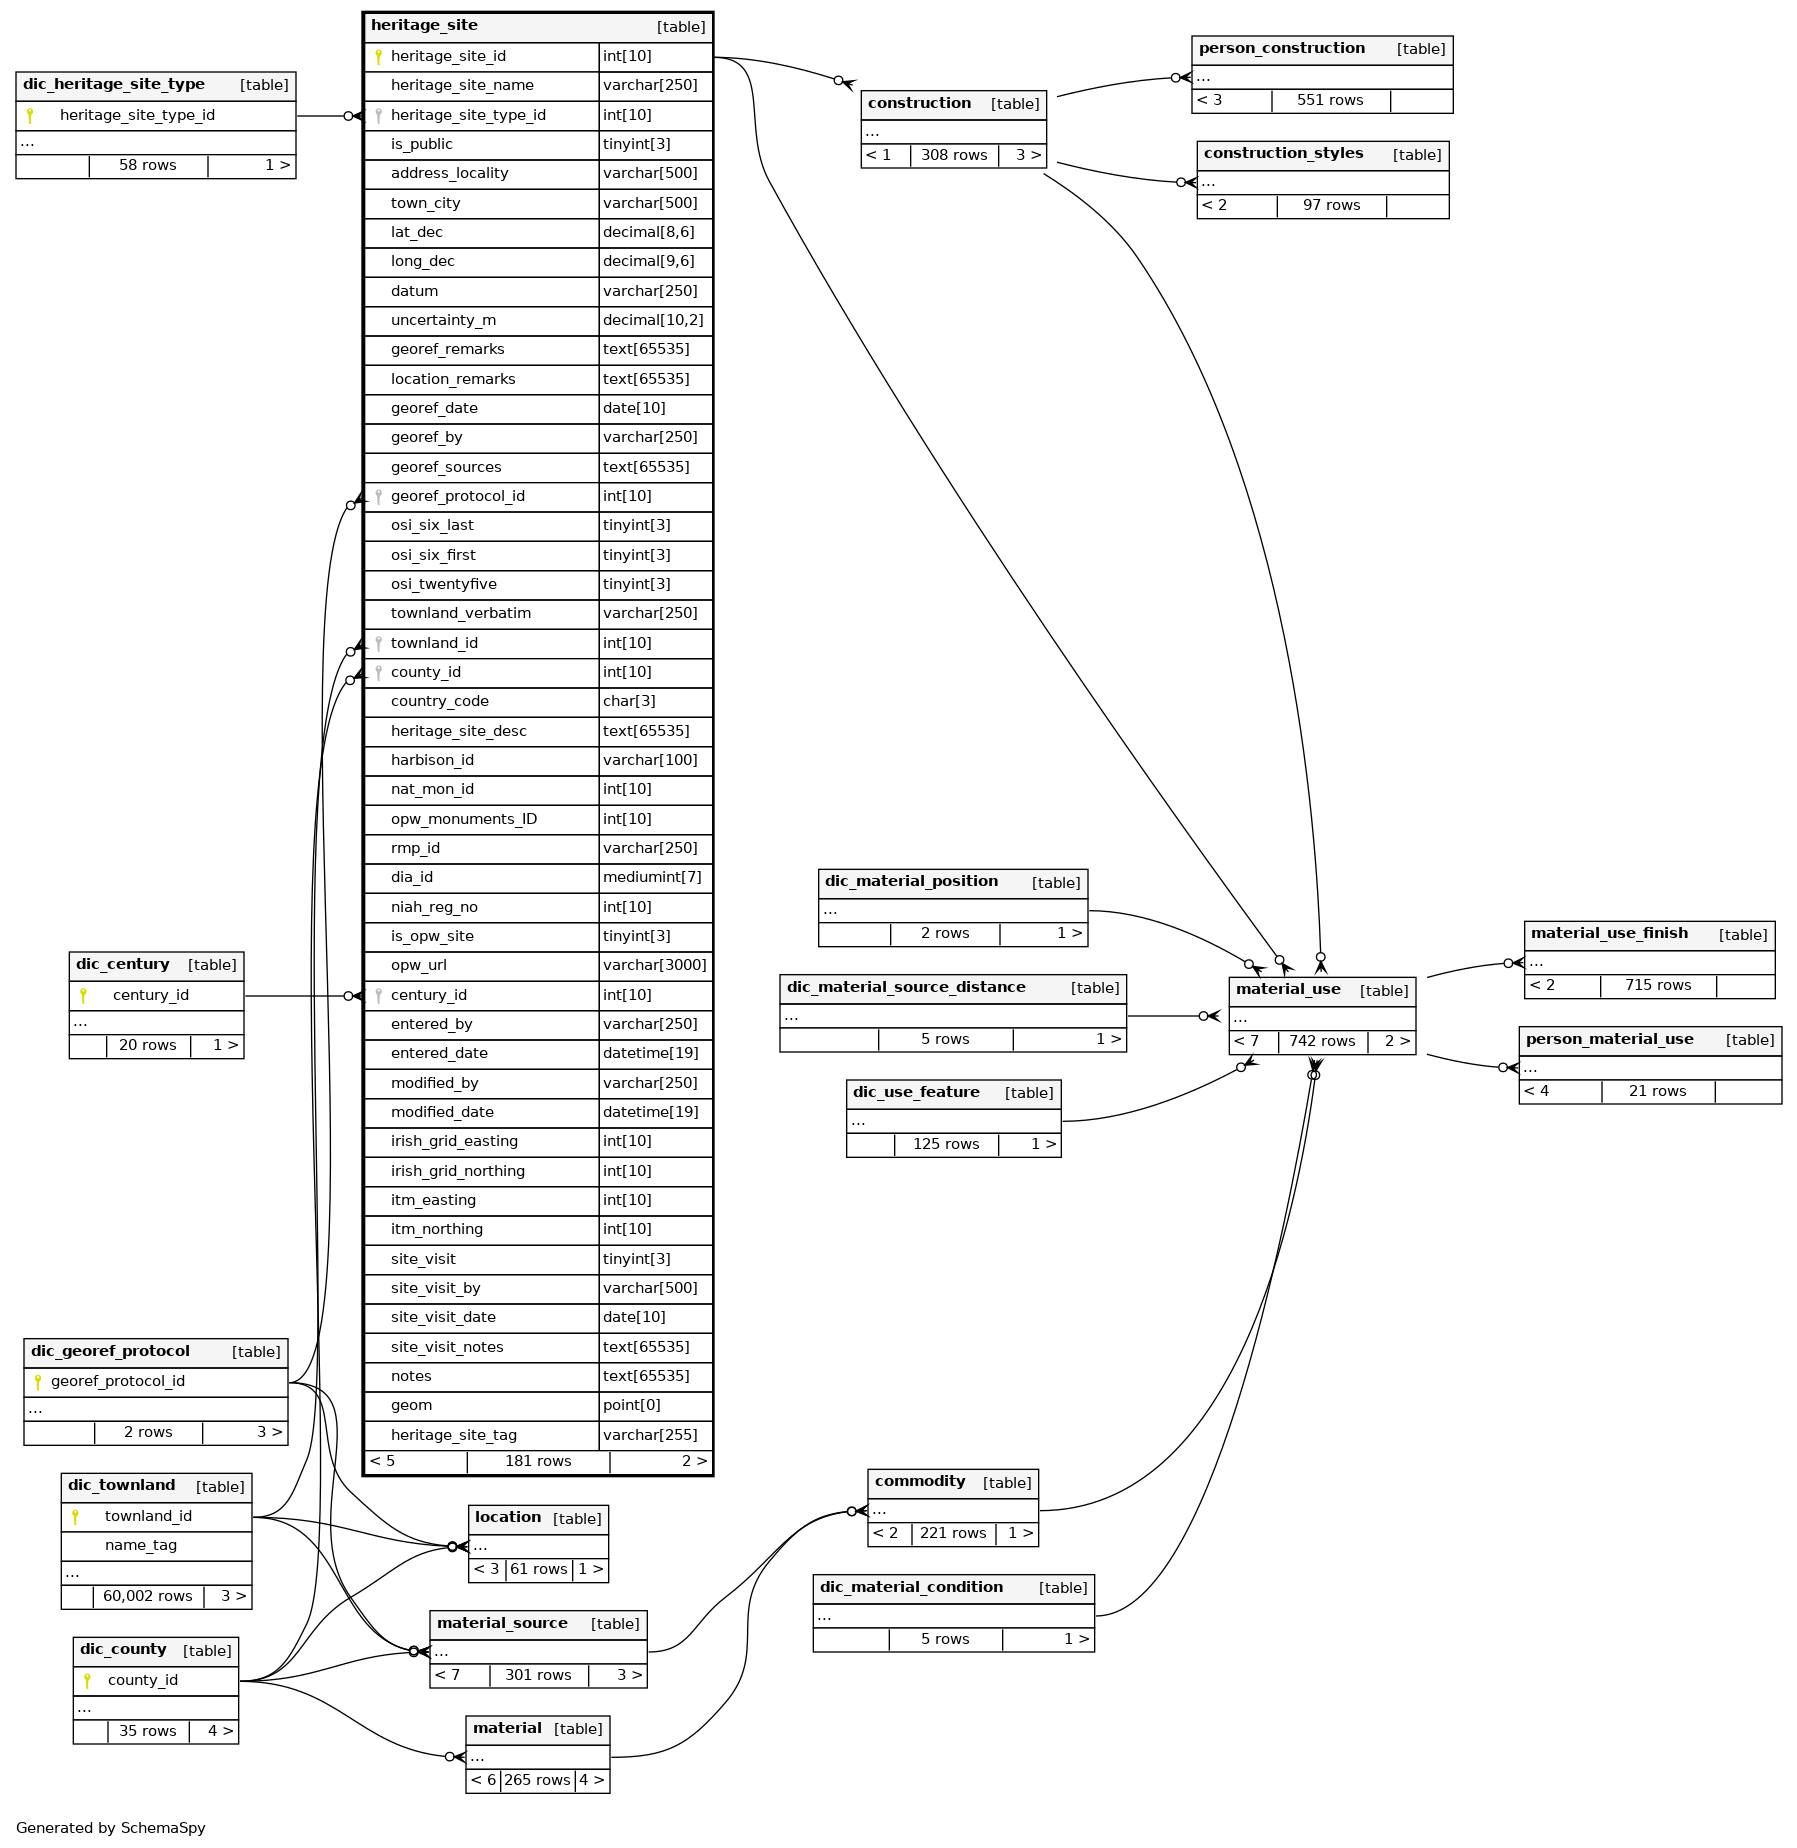 heritage_site [table]
heritage_site_id int[10]
heritage_site_name varchar[250]
heritage_site_type_id int[10]
is_public tinyint[3]
address_locality varchar[500]
town_city varchar[500]
lat_dec decimal[8,6]
long_dec decimal[9,6]
datum varchar[250]
uncertainty_m decimal[10,2]
georef_remarks text[65535]
location_remarks text[65535]
georef_date date[10]
georef_by varchar[250]
georef_sources text[65535]
georef_protocol_id int[10]
osi_six_last tinyint[3]
osi_six_first tinyint[3]
osi_twentyfive tinyint[3]
townland_verbatim varchar[250]
townland_id int[10]
county_id int[10]
country_code char[3]
heritage_site_desc text[65535]
harbison_id varchar[100]
nat_mon_id int[10]
opw_monuments_ID int[10]
rmp_id varchar[250]
dia_id mediumint[7]
niah_reg_no int[10]
is_opw_site tinyint[3]
opw_url varchar[3000]
century_id int[10]
entered_by varchar[250]
entered_date datetime[19]
modified_by varchar[250]
modified_date datetime[19]
irish_grid_easting int[10]
irish_grid_northing int[10]
itm_easting int[10]
itm_northing int[10]
site_visit tinyint[3]
site_visit_by varchar[500]
site_visit_date date[10]
site_visit_notes text[65535]
notes text[65535]
geom point[0]
heritage_site_tag varchar[255]
< 5 181 rows 2 >
dic_heritage_site_type [table]
heritage_site_type_id
...
58 rows 1 >
dic_century [table]
century_id
...
20 rows 1 >
dic_georef_protocol [table]
georef_protocol_id
...
2 rows 3 >
dic_townland [table]
townland_id
name_tag
...
60,002 rows 3 >
dic_county [table]
county_id
...
35 rows 4 >
location [table]
...
< 3 61 rows 1 >
material_source [table]
...
< 7 301 rows 3 >
material [table]
...
< 6 265 rows 4 >
construction [table]
...
< 1 308 rows 3 >
person_construction [table]
...
< 3 551 rows
construction_styles [table]
...
< 2 97 rows
dic_material_position [table]
...
2 rows 1 >
dic_material_source_distance [table]
...
5 rows 1 >
dic_use_feature [table]
...
125 rows 1 >
material_use [table]
...
< 7 742 rows 2 >
material_use_finish [table]
...
< 2 715 rows
person_material_use [table]
...
< 4 21 rows
commodity [table]
...
< 2 221 rows 1 >
dic_material_condition [table]
...
5 rows 1 >
Generated by SchemaSpy